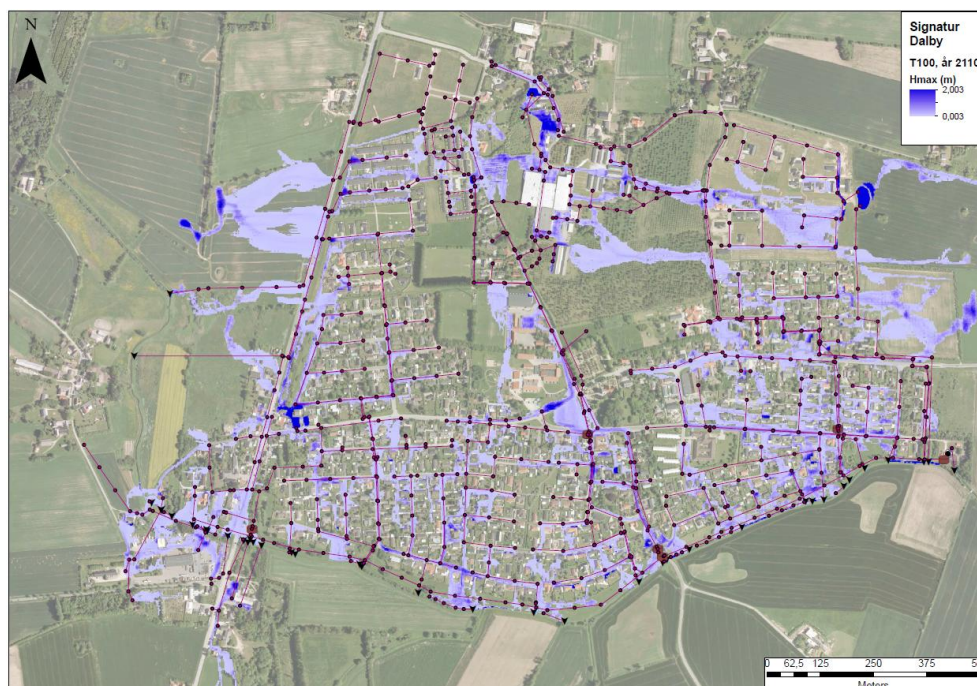 N
Signatur
Dalby
T100, år 2110
Hmax (m)
2,003
0,003
0 62,5 125 250 375
Meters